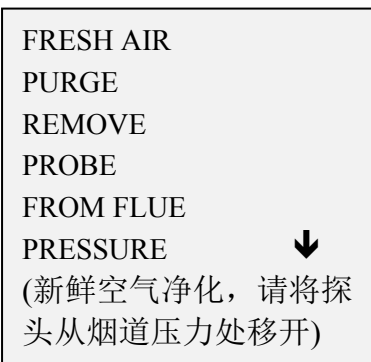 FRESH AIR
PURGE
REMOVE
PROBE
FROM FLUE
PRESSURE ↓
(新鲜空气净化，请将探
头从烟道压力处移开)